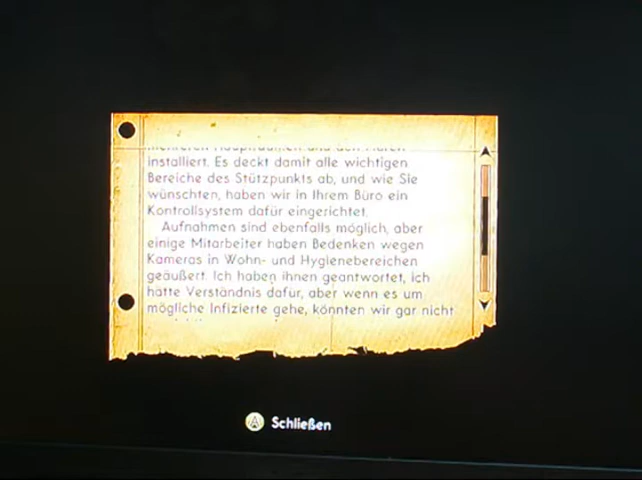 installiert. Es deckt damit alle wichtigen
Bereiche des Stützpunkts ab, und wie Sie
wünschten, haben wir in Ihrem Büro ein
Kontrollsystem dafür eingerichtet.
Aufnahmen sind ebenfalls möglich, aber
einige Mitarbeiter haben Bedenken wegen
Kameras in Wohn- und Hygienebereichen
geäußert. Ich haben ihnen geantwortet, ich
hätte Verständnis dafür, aber wenn es um
mögliche Infizierte gehe, könnten wir gar nicht
A Schließen